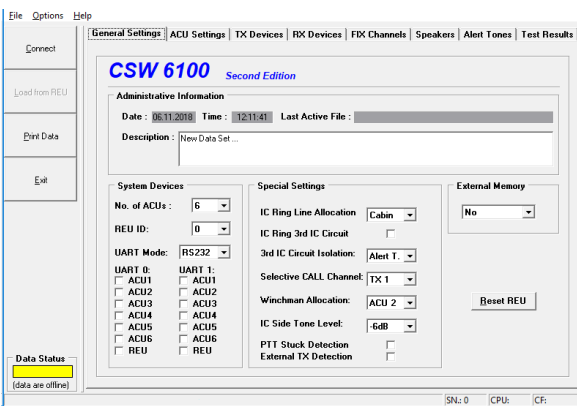 File Options Help
Connect
Load from REU
Print Data
Exit
Data Status
(data are offline)
General Settings ACU Settings TX Devices RX Devices FIX Channels Speakers Alert Tones Test Results
CSW 6100 Second Edition
Administrative Information
Date : 06.11.2018 Time : 12:11:41 Last Active File :
Description : New Data Set ...
System Devices
No. of ACUs : 6
REU ID: 0
UART Mode: RS232
UART 0: UART 1:
ACU1 ACU1
ACU2 ACU2
ACU3 ACU3
ACU4 ACU4
ACU5 ACU5
ACU6 ACU6
REU REU
Special Settings
IC Ring Line Allocation Cabin
IC Ring 3rd IC Circuit
3rd IC Circuit Isolation: Alert T.
Selective CALL Channel: TX 1
Winchman Allocation: ACU 2
IC Side Tone Level: -6dB
PTT Stuck Detection
External TX Detection
External Memory
No
Reset REU
SN.: 0 CPU: CF: